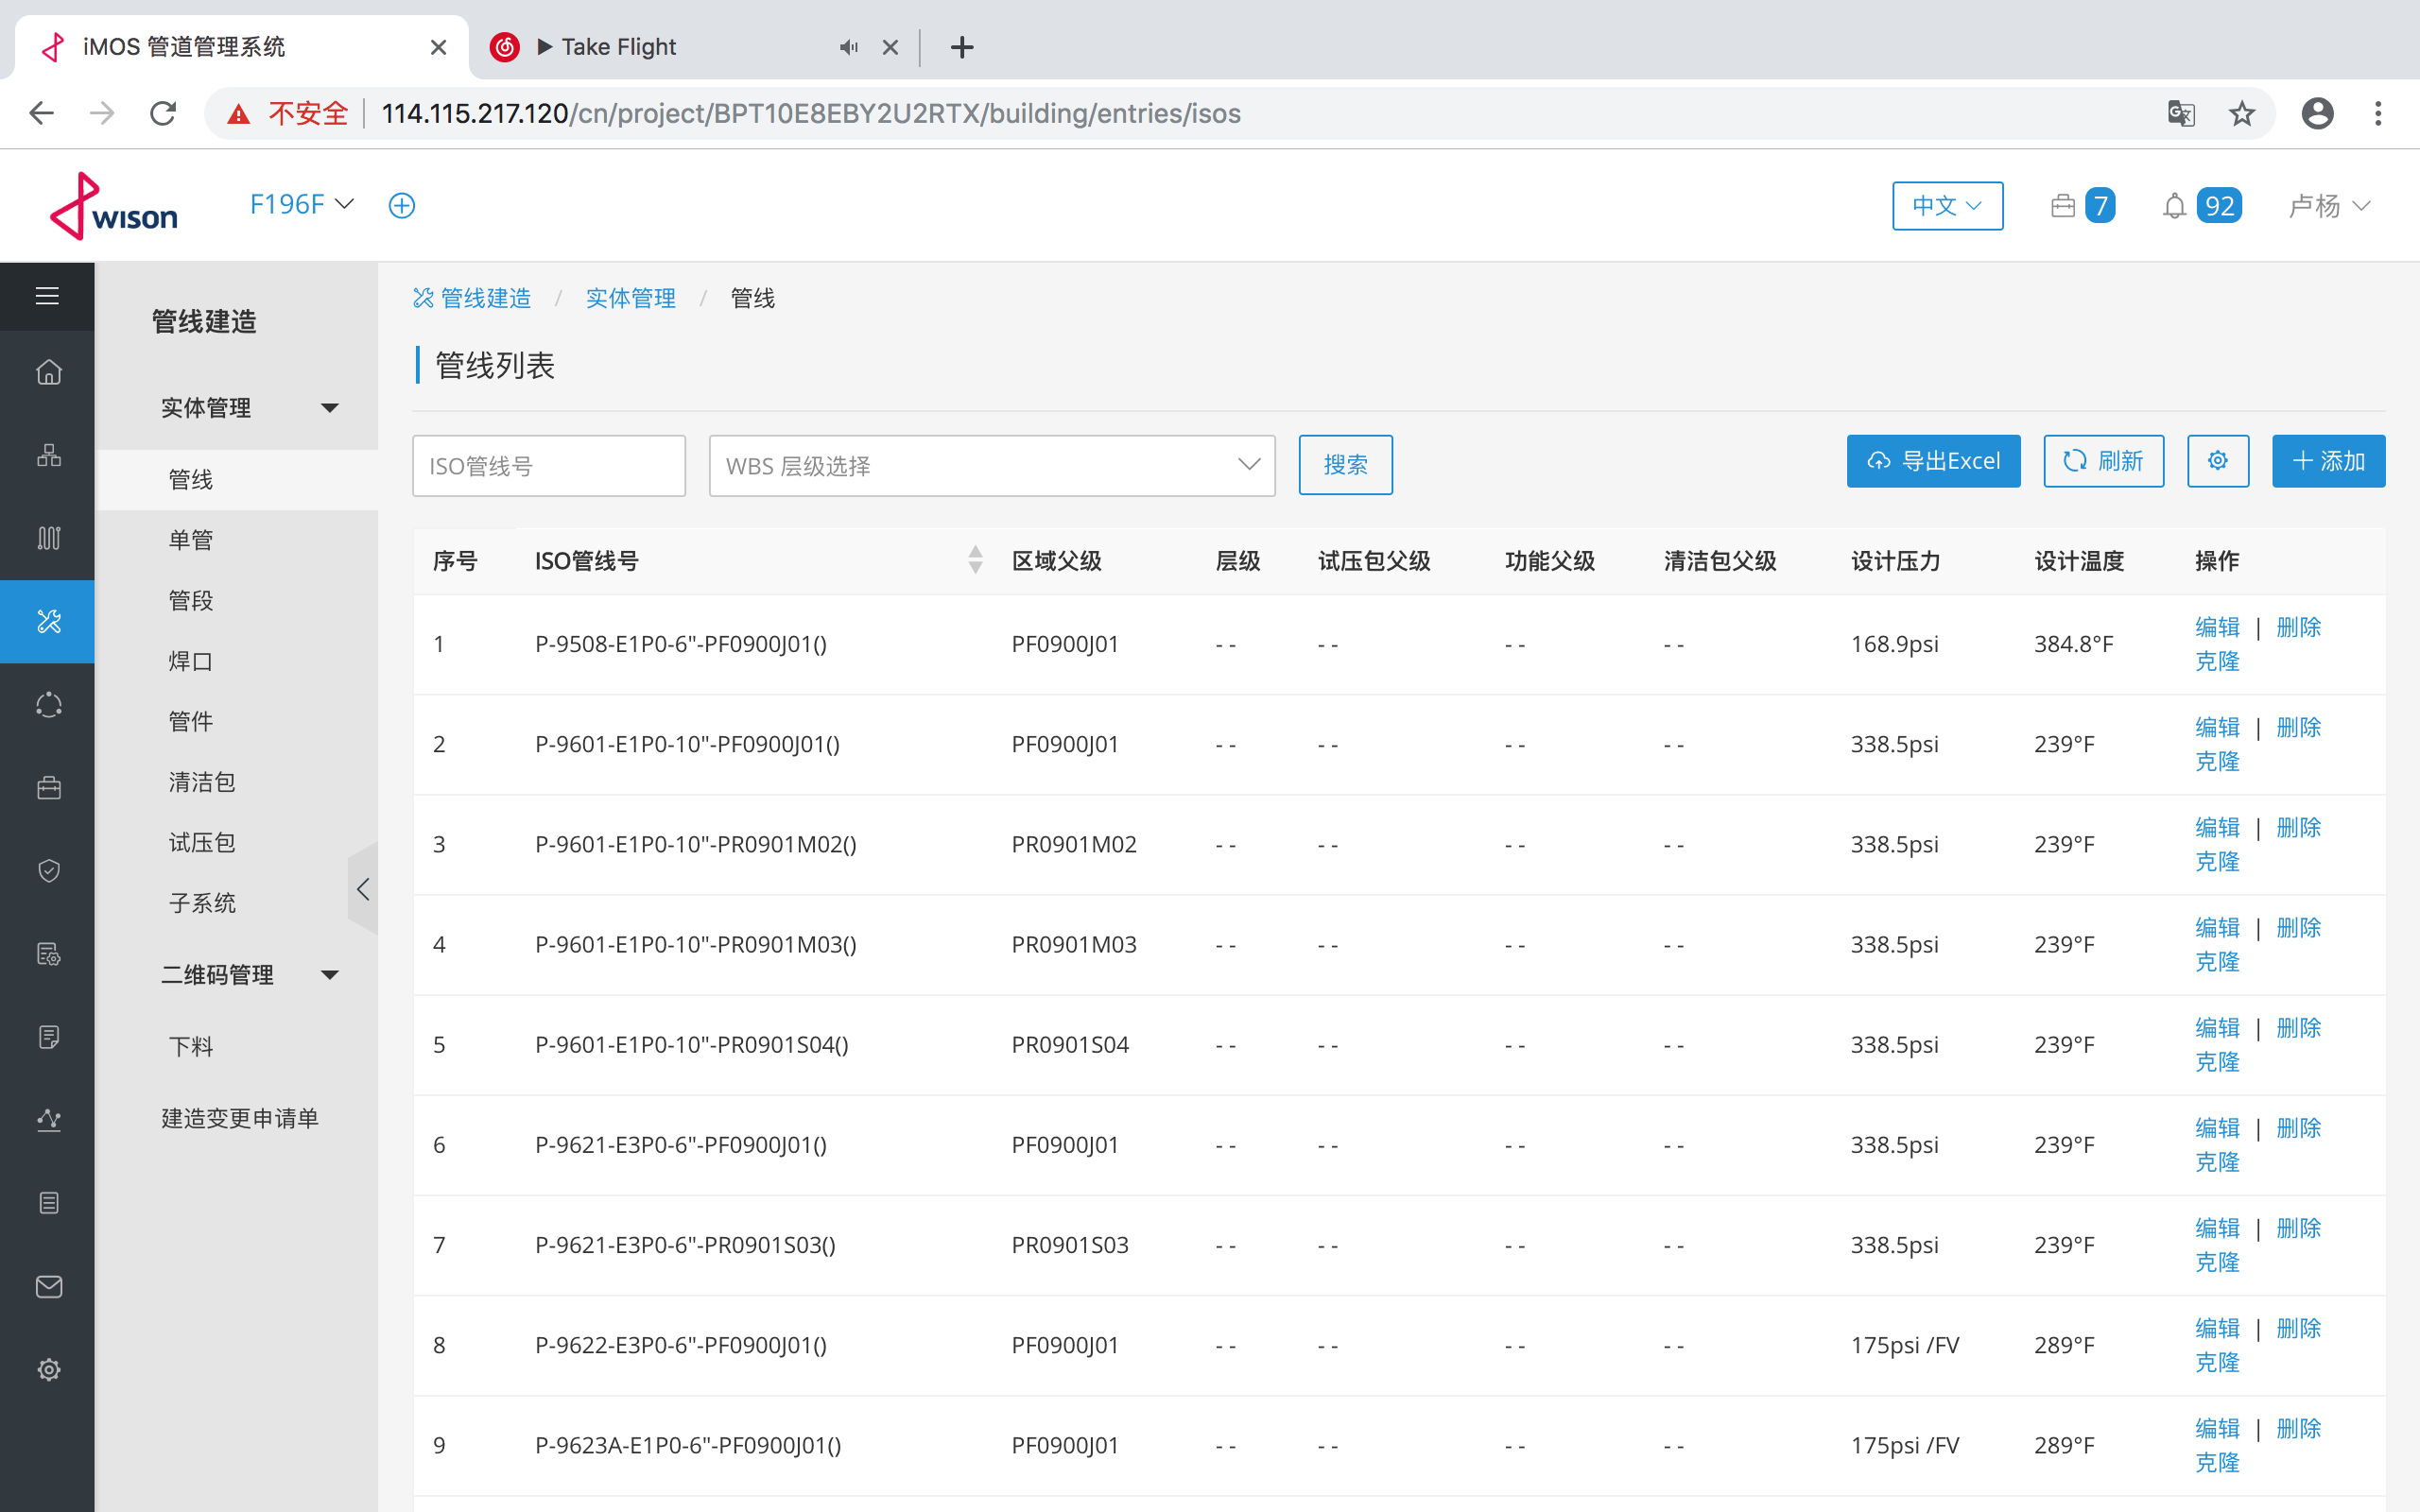 iMOS 管道管理系统
Take Flight
不安全 114.115.217.120/cn/project/BPT10E8EBY2U2RTX/building/entries/isos
wison F196F 中文 7 92 卢杨
管线建造 / 实体管理 / 管线
管线建造
实体管理
管线
单管
管段
焊口
管件
清洁包
试压包
子系统
二维码管理
下料
建造变更申请单
管线列表
ISO管线号 WBS 层级选择 搜索 导出Excel 刷新 添加
序号 ISO管线号 区域父级 层级 试压包父级 功能父级 清洁包父级 设计压力 设计温度 操作
1 P-9508-E1P0-6"-PF0900J01() PF0900J01 - - - - - - - - 168.9psi 384.8°F 编辑 | 删除
克隆
2 P-9601-E1P0-10"-PF0900J01() PF0900J01 - - - - - - - - 338.5psi 239°F 编辑 | 删除
克隆
3 P-9601-E1P0-10"-PR0901M02() PR0901M02 - - - - - - - - 338.5psi 239°F 编辑 | 删除
克隆
4 P-9601-E1P0-10"-PR0901M03() PR0901M03 - - - - - - - - 338.5psi 239°F 编辑 | 删除
克隆
5 P-9601-E1P0-10"-PR0901S04() PR0901S04 - - - - - - - - 338.5psi 239°F 编辑 | 删除
克隆
6 P-9621-E3P0-6"-PF0900J01() PF0900J01 - - - - - - - - 338.5psi 239°F 编辑 | 删除
克隆
7 P-9621-E3P0-6"-PR0901S03() PR0901S03 - - - - - - - - 338.5psi 239°F 编辑 | 删除
克隆
8 P-9622-E3P0-6"-PF0900J01() PF0900J01 - - - - - - - - 175psi /FV 289°F 编辑 | 删除
克隆
9 P-9623A-E1P0-6"-PF0900J01() PF0900J01 - - - - - - - - 175psi /FV 289°F 编辑 | 删除
克隆